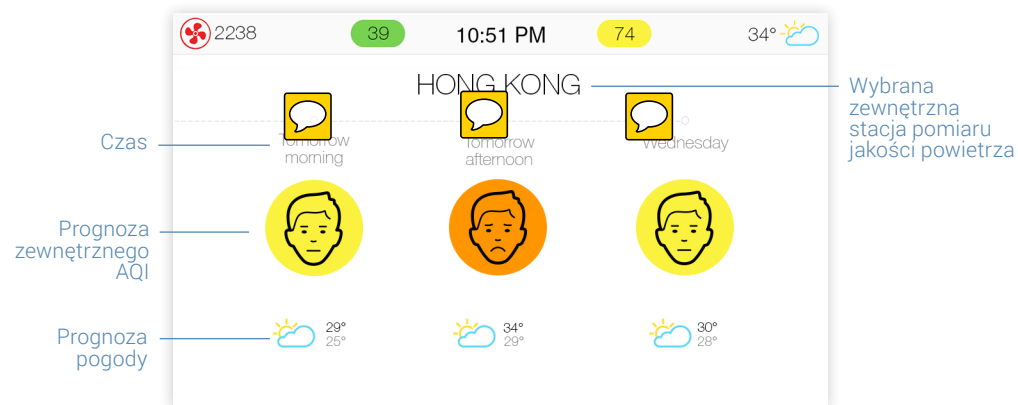 2238
39
10:51 PM
74
34°
HONG KONG
Wybrana
zewnętrzna
stacja pomiaru
jakości powietrza
Czas
Tomorrow
morning
Tomorrow
afternoon
Wednesday
Prognoza
zewnętrznego
AQI
Prognoza
pogody
29°
25°
34°
29°
30°
28°